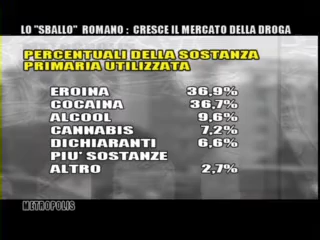 LO "SBALLO" ROMANO : CRESCE IL MERCATO DELLA DROGA
PERCENTUALI DELLA SOSTANZA
PRIMARIA UTILIZZATA
EROINA 36,9%
COCAINA 36,7%
ALCOOL 9,6%
CANNABIS 7,2%
DICHIARANTI 6,6%
PIU' SOSTANZE
ALTRO 2,7%
METROPOLIS